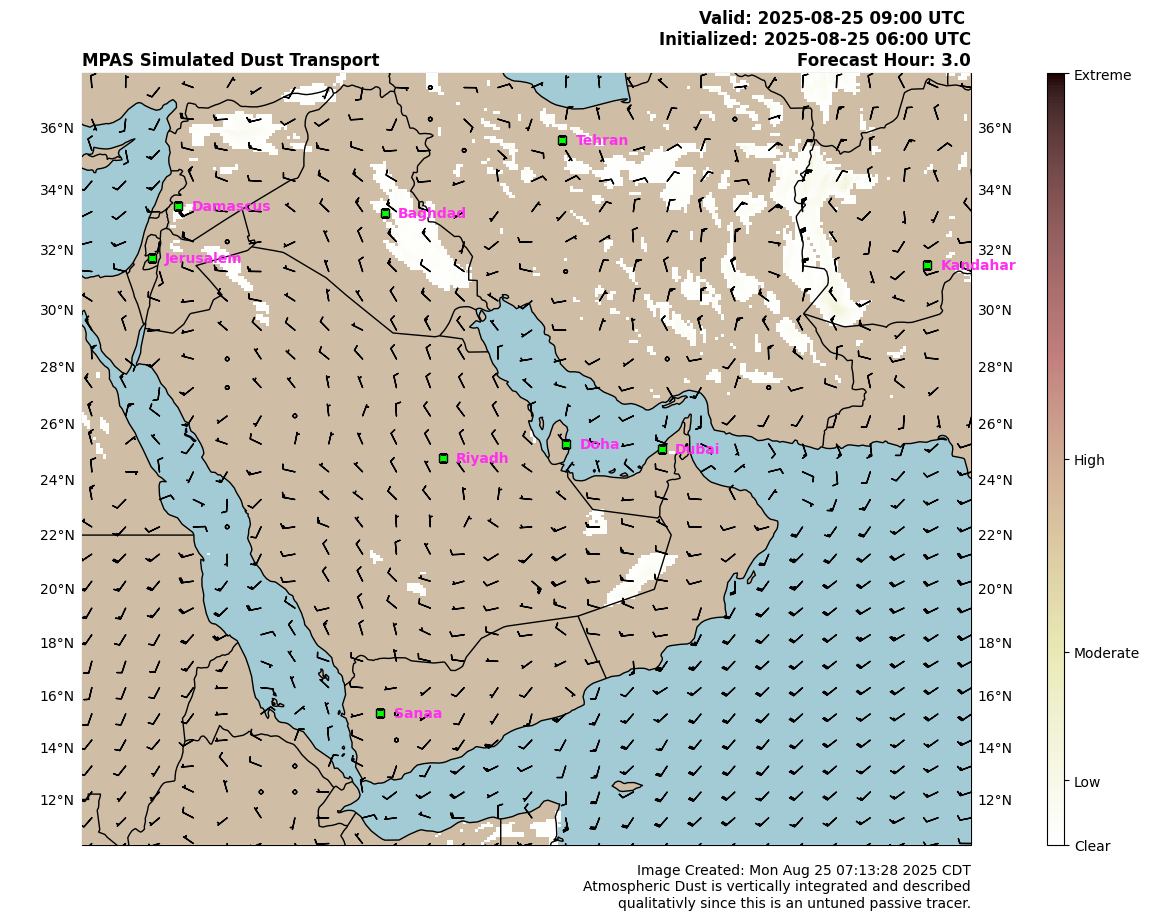 Valid: 2025-08-25 09:00 UTC
Initialized: 2025-08-25 06:00 UTC
MPAS Simulated Dust Transport
Forecast Hour: 3.0
Extreme
36°N
36°N
Tehran
34°N
34°N
Damascus
Baghdad
32°N
32°N
Jerusalem
Kandahar
30°N
30°N
28°N
28°N
26°N
26°N
Doha
Dubai
Riyadh
High
24°N
24°N
22°N
22°N
20°N
20°N
18°N
18°N
Moderate
16°N
16°N
Sanaa
14°N
14°N
Low
12°N
12°N
Clear
Image Created: Mon Aug 25 07:13:28 2025 CDT
Atmospheric Dust is vertically integrated and described
qualitativly since this is an untuned passive tracer.